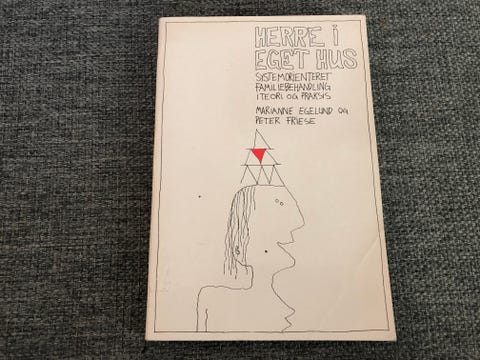 HERRE i
EGET HUS
SYSTEMORIENTERET
FAMILIEBEHANDLING
I TEORI OG PRAKSIS
MARIANNE EGELUND OG
PETER FRIESE